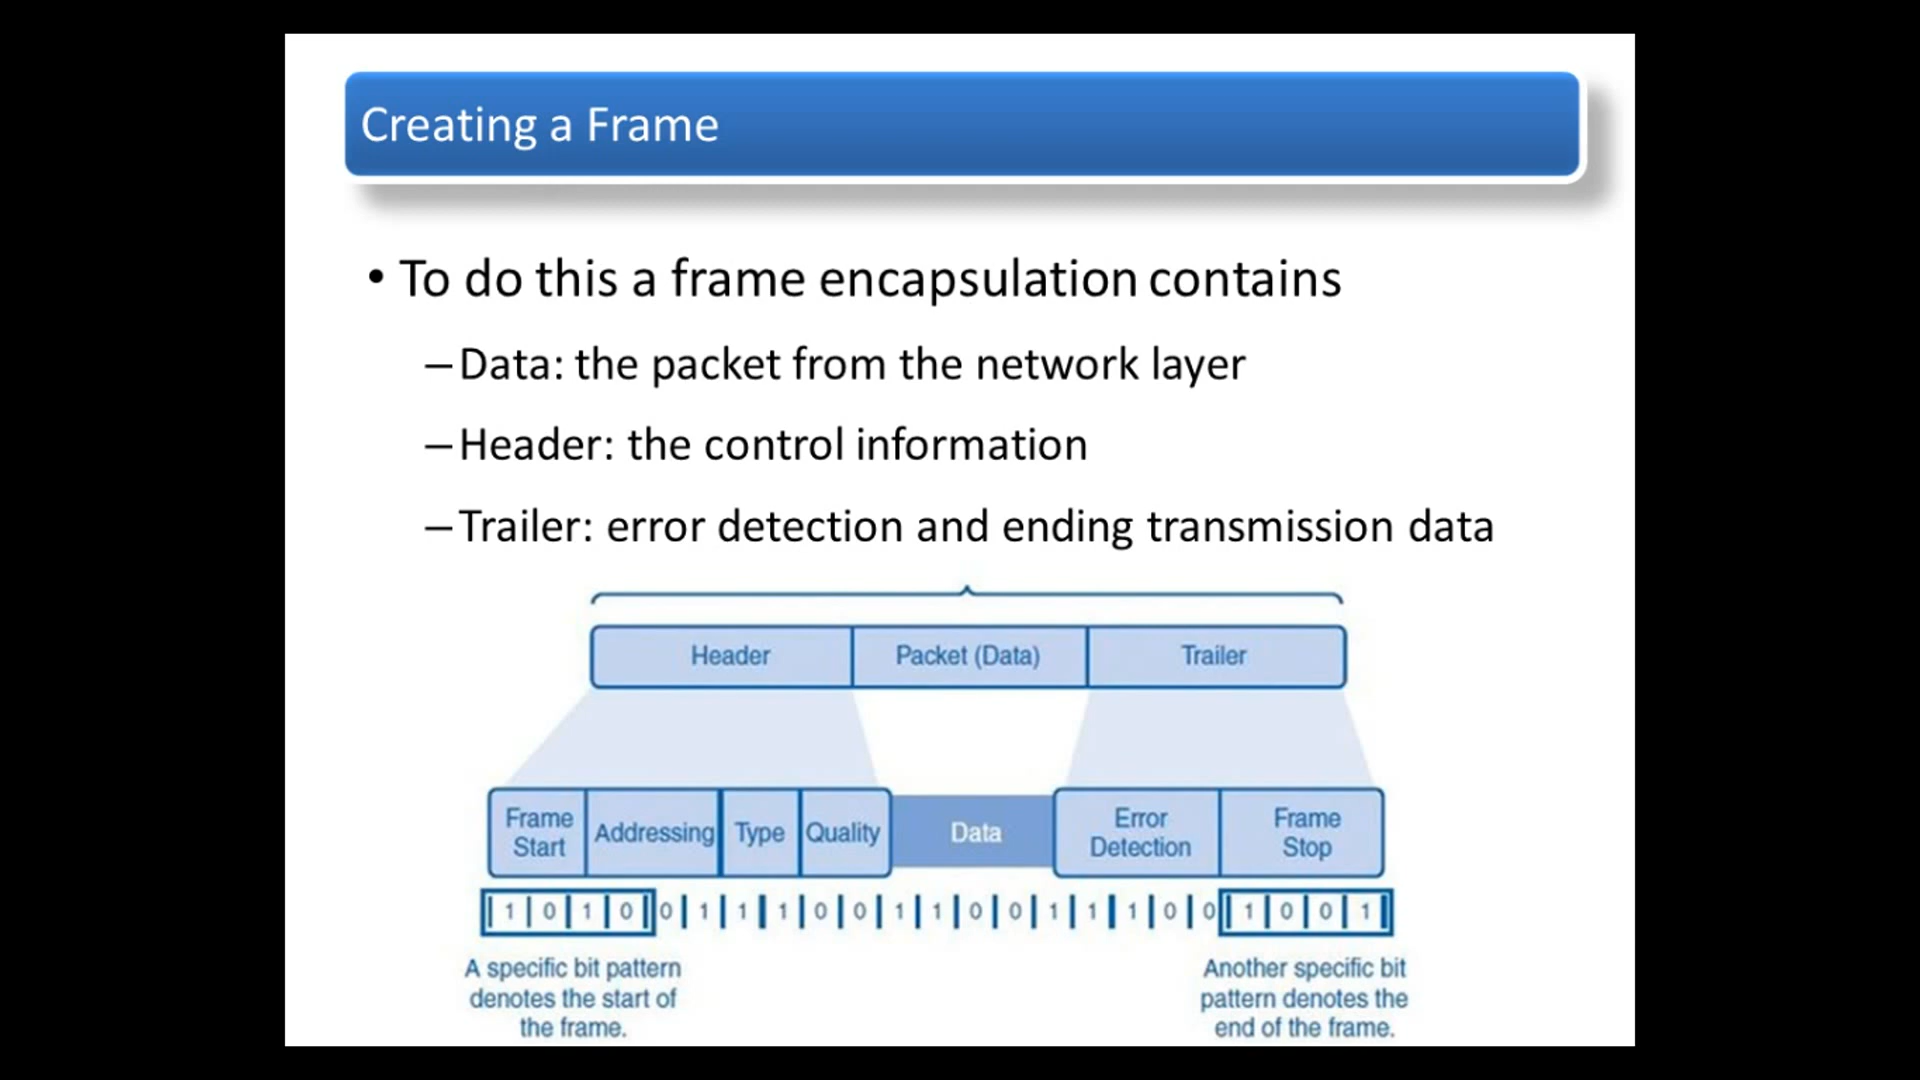 Creating a Frame
• To do this a frame encapsulation contains
– Data: the packet from the network layer
– Header: the control information
– Trailer: error detection and ending transmission data
Header Packet (Data) Trailer
Frame Start Addressing Type Quality Data Error Detection Frame Stop
1 0 1 0 0 1 1 1 0 0 1 1 0 0 1 1 1 0 0 1 0 0 1
A specific bit pattern
denotes the start of
the frame.
Another specific bit
pattern denotes the
end of the frame.